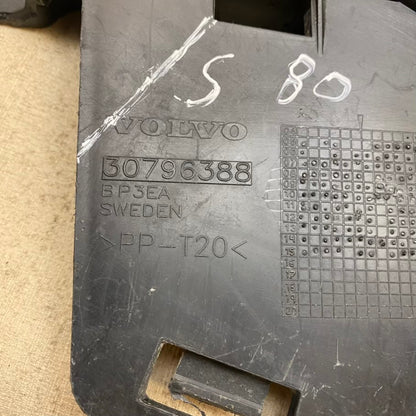 S 80
VOLVO
30796388
BP3EA
SWEDEN
>PP-T20<